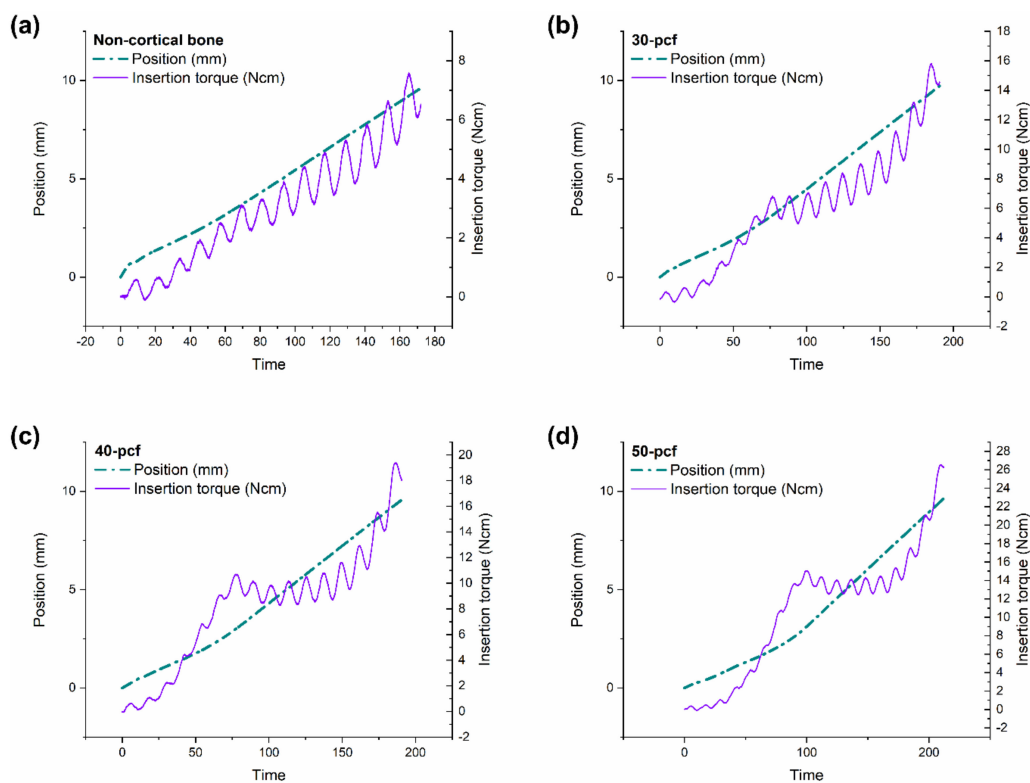 (a)
Non-cortical bone
Position (mm)
Insertion torque (Ncm)
10
5
0
Position (mm)
8
6
4
2
0
Insertion torque (Ncm)
-20 0 20 40 60 80 100 120 140 160 180
Time
(b)
30-pcf
Position (mm)
Insertion torque (Ncm)
10
5
0
Position (mm)
18
16
14
12
10
8
6
4
2
0
-2
Insertion torque (Ncm)
0 50 100 150 200
Time
(c)
40-pcf
Position (mm)
Insertion torque (Ncm)
10
5
0
Position (mm)
20
18
16
14
12
10
8
6
4
2
0
-2
Insertion torque (Ncm)
0 50 100 150 200
Time
(d)
50-pcf
Position (mm)
Insertion torque (Ncm)
10
5
0
Position (mm)
28
26
24
22
20
18
16
14
12
10
8
6
4
2
0
-2
Insertion torque (Ncm)
0 50 100 150 200
Time